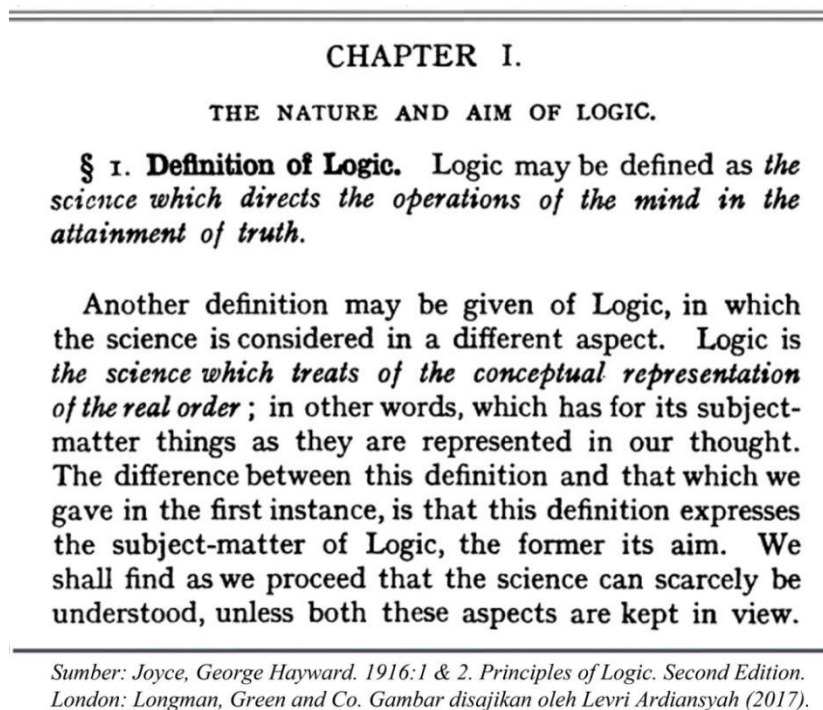 CHAPTER I.
THE NATURE AND AIM OF LOGIC.
§ 1. Definition of Logic. Logic may be defined as the
science which directs the operations of the mind in the
attainment of truth.
Another definition may be given of Logic, in which
the science is considered in a different aspect. Logic is
the science which treats of the conceptual representation
of the real order; in other words, which has for its subject-
matter things as they are represented in our thought.
The difference between this definition and that which we
gave in the first instance, is that this definition expresses
the subject-matter of Logic, the former its aim. We
shall find as we proceed that the science can scarcely be
understood, unless both these aspects are kept in view.
Sumber: Joyce, George Hayward. 1916:1 & 2. Principles of Logic. Second Edition.
London: Longman, Green and Co. Gambar disajikan oleh Levri Ardiansyah (2017).